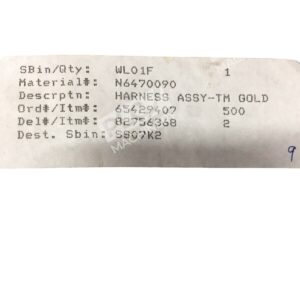 SBin/Qty: WL01F 1
Material#: N6470090
Descrptn: HARNESS ASSY-TM GOLD
Ord#/Itm#: 65429407 500
Del#/Itm#: 82756368 2
Dest. Sbin: SS07K2
9